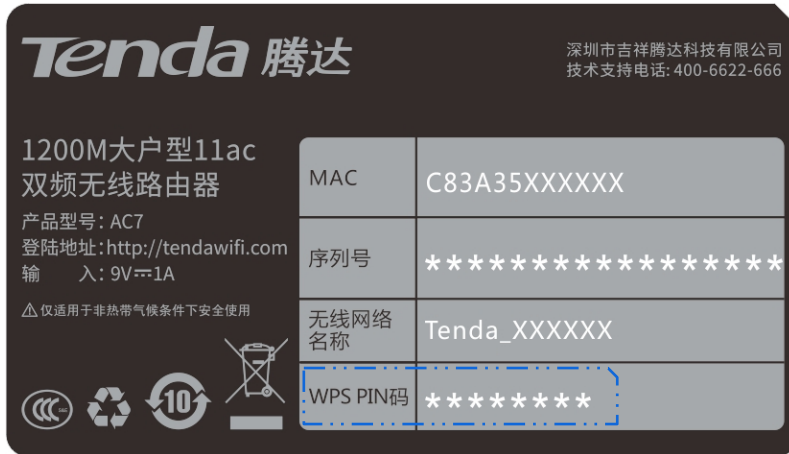 Tenda 腾达
深圳市吉祥腾达科技有限公司
技术支持电话: 400-6622-666
1200M大户型11ac
双频无线路由器
产品型号: AC7
登陆地址:http://tendawifi.com
输 入: 9V⎓1A
仅适用于非热带气候条件下安全使用
MAC C83A35XXXXXX
序列号 *****************
无线网络
名称 Tenda_XXXXXX
WPS PIN码 ********
CCC
10